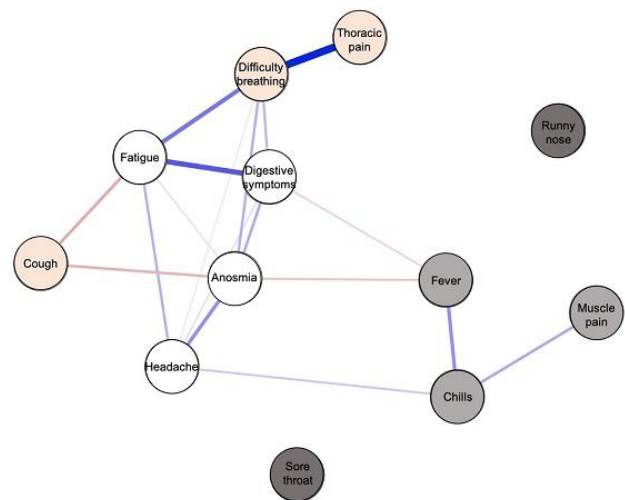 Thoracic
pain
Difficulty
breathing
Runny
nose
Fatigue
Digestive
symptoms
Cough
Anosmia
Fever
Muscle
pain
Headache
Chills
Sore
throat